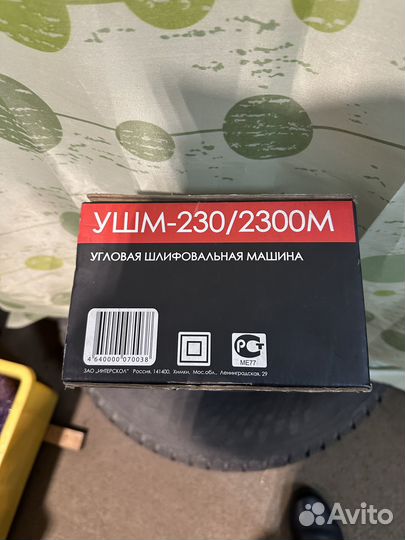 УШМ-230/2300М
УГЛОВАЯ ШЛИФОВАЛЬНАЯ МАШИНА
4 640000 070038
РСТ
МЕ77
ЗАО „ИНТЕРСКОЛ" Россия, 141400, Химки, Мос.обл., Ленинградская, 29
Avito